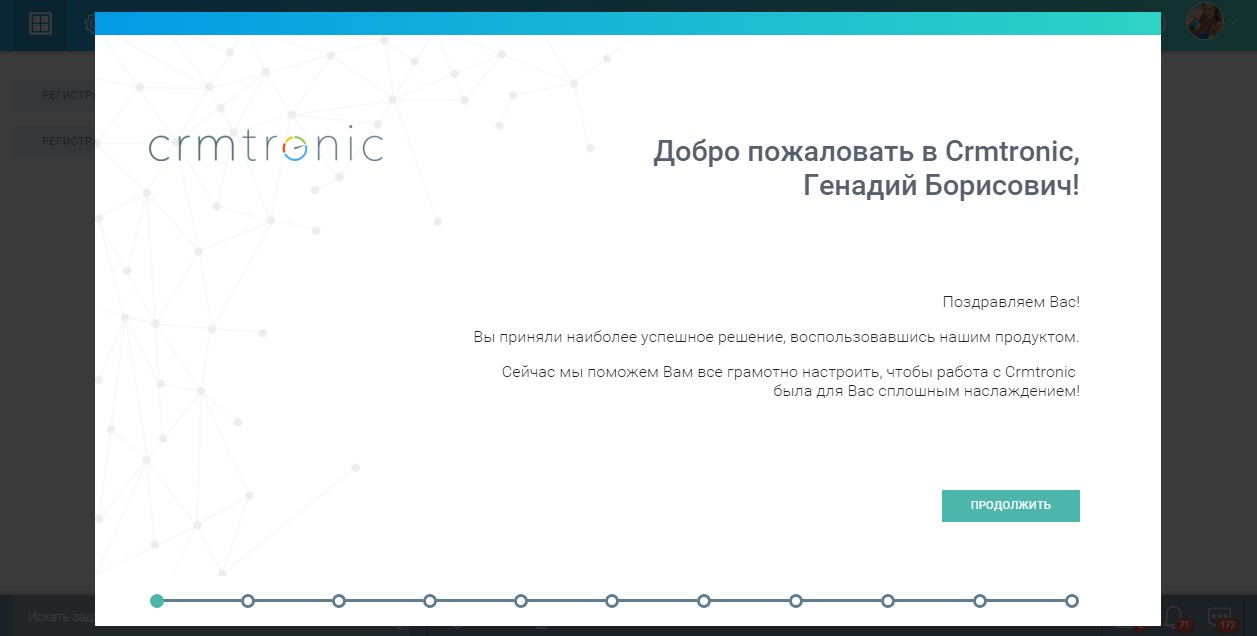 РЕГИСТРА
РЕГИСТРА
crmtronic
Добро пожаловать в Crmtronic,
Генадий Борисович!
Поздравляем Вас!
Вы приняли наиболее успешное решение, воспользовавшись нашим продуктом.
Сейчас мы поможем Вам все грамотно настроить, чтобы работа с Crmtronic
была для Вас сплошным наслаждением!
ПРОДОЛЖИТЬ
Искать зад
71
172